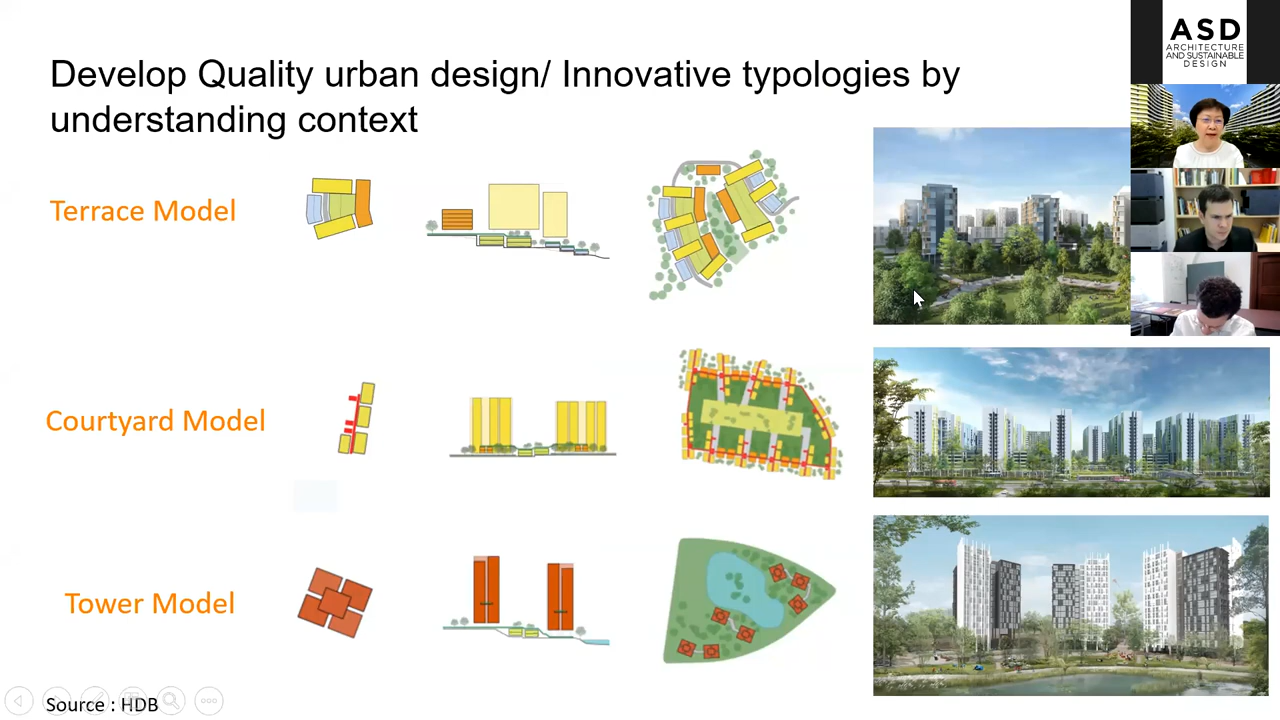 Develop Quality urban design/ Innovative typologies by
understanding context
ASD
ARCHITECTURE
AND SUSTAINABLE
DESIGN
Terrace Model
Courtyard Model
Tower Model
Source : HDB